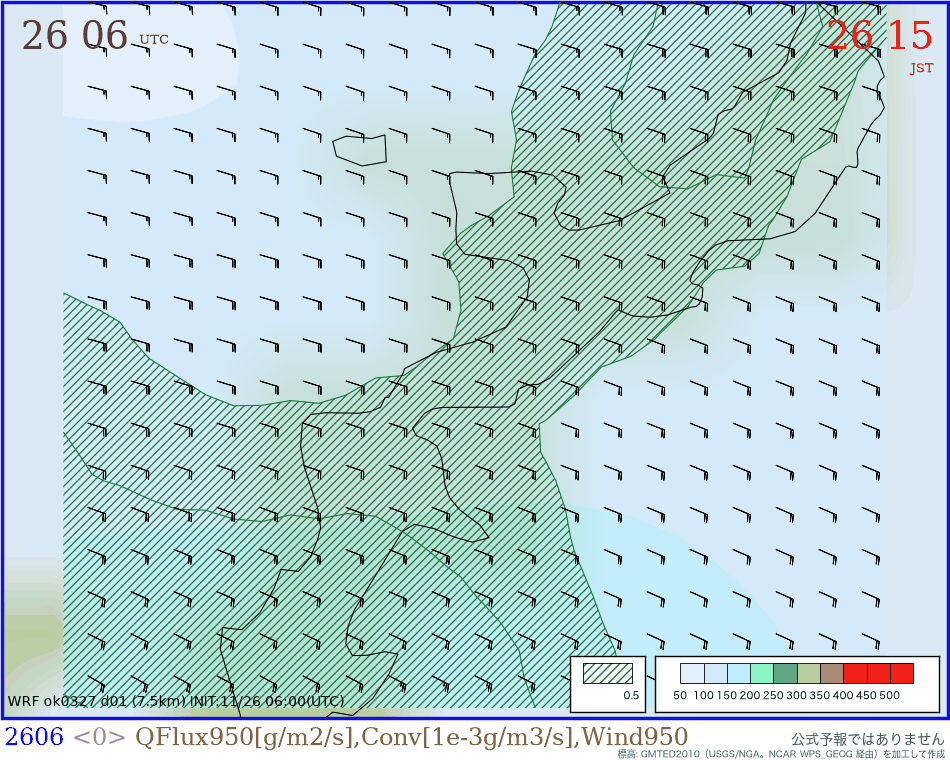 26 06 UTC
26 15
JST
WRF ok0327 d01 (7.5km) INIT:11/26 06:00(UTC)
0.5
50 100 150 200 250 300 350 400 450 500
2606 <0> QFlux950[g/m2/s],Conv[1e-3g/m3/s],Wind950
公式予報ではありません
標高: GMTED2010（USGS/NGA。NCAR WPS_GEOG 経由）を加工して作成